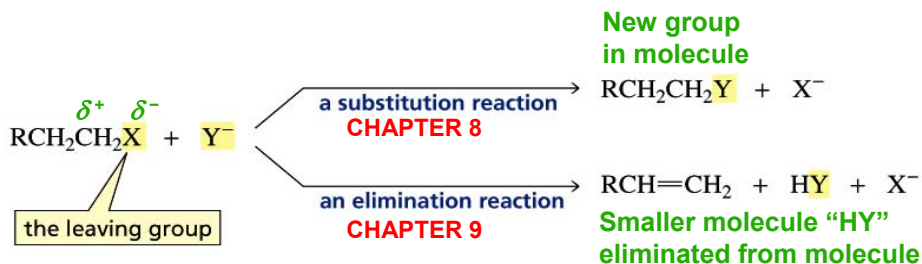 New group
in molecule
δ+ δ−
RCH₂CH₂X + Y⁻
a substitution reaction
CHAPTER 8
RCH₂CH₂Y + X⁻
the leaving group
an elimination reaction
CHAPTER 9
RCH=CH₂ + HY + X⁻
Smaller molecule “HY”
eliminated from molecule